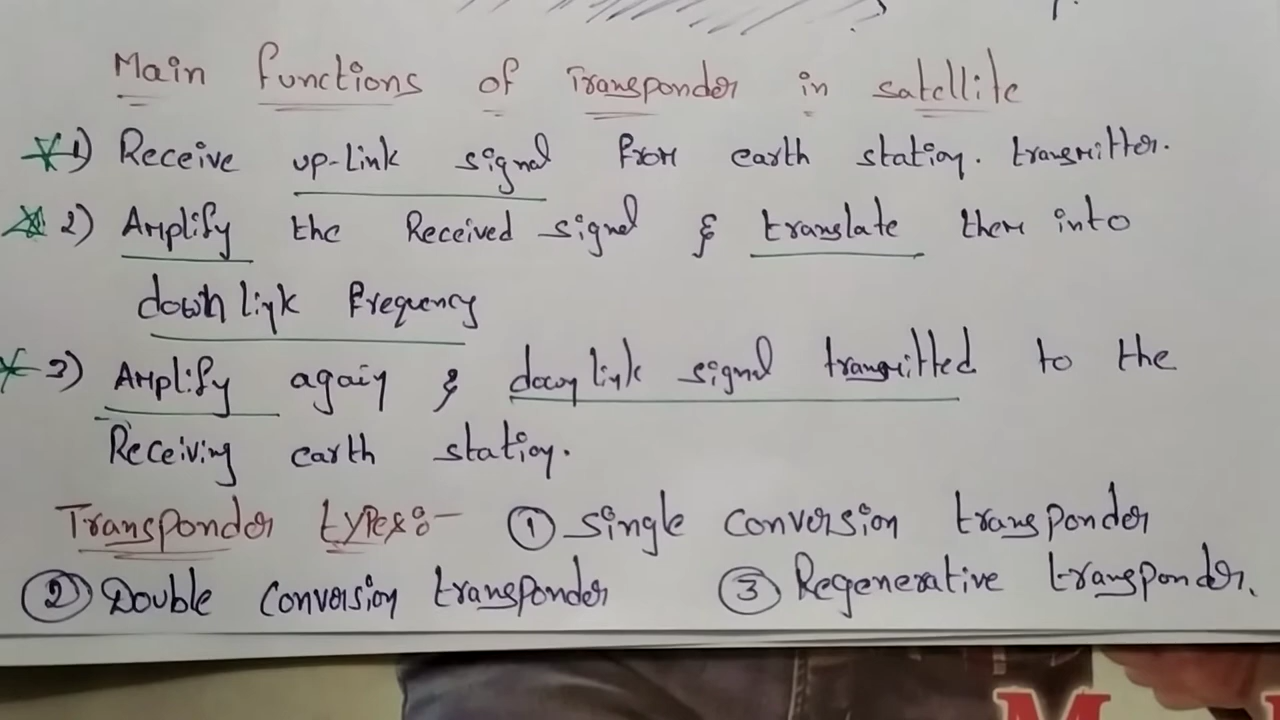 Main functions of Transponder in satellite
1) Receive up-link signal from earth station. transmitter.
2) Amplify the Received signal & translate them into
down link frequency
3) Amplify again & down link signal transmitted to the
Receiving earth station.
Transponder types:- ① Single conversion transponder
② Double conversion transponder ③ Regenerative transponder.
M